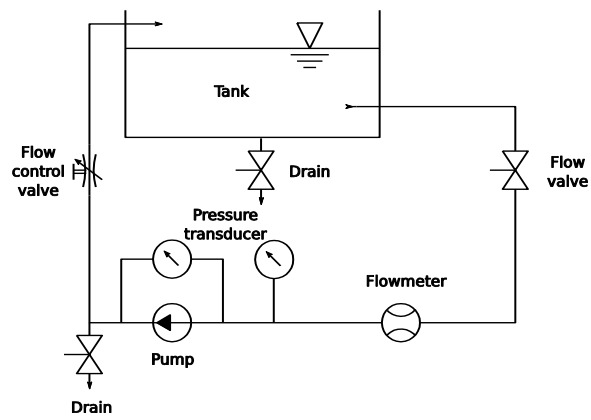 Tank
Flow
control
valve
Drain
Flow
valve
Pressure
transducer
Flowmeter
Pump
Drain